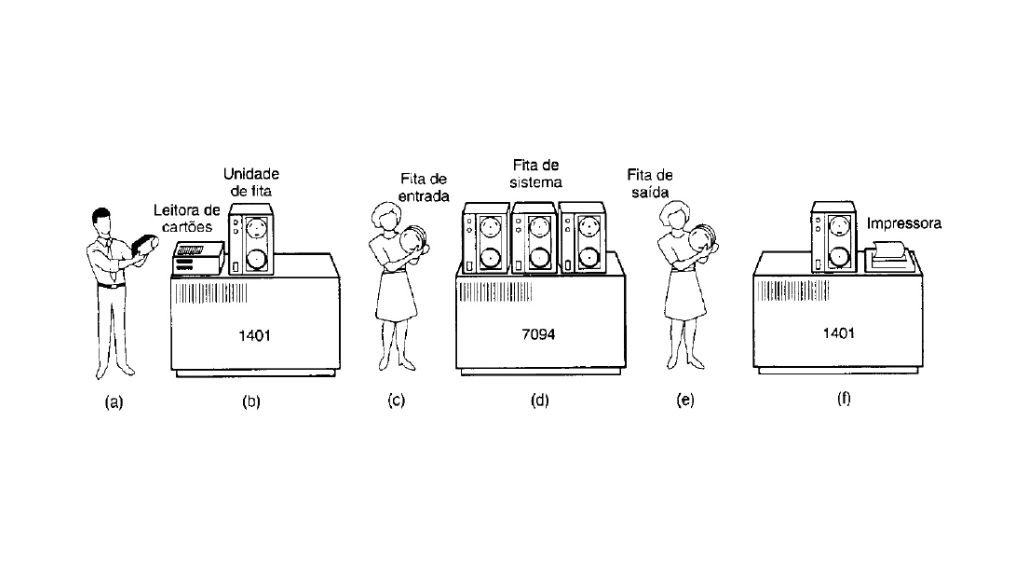 Unidade
de fita
Leitora de
cartões
Fita de
entrada
Fita de
sistema
Fita de
saída
Impressora
1401
7094
1401
(a)
(b)
(c)
(d)
(e)
(f)